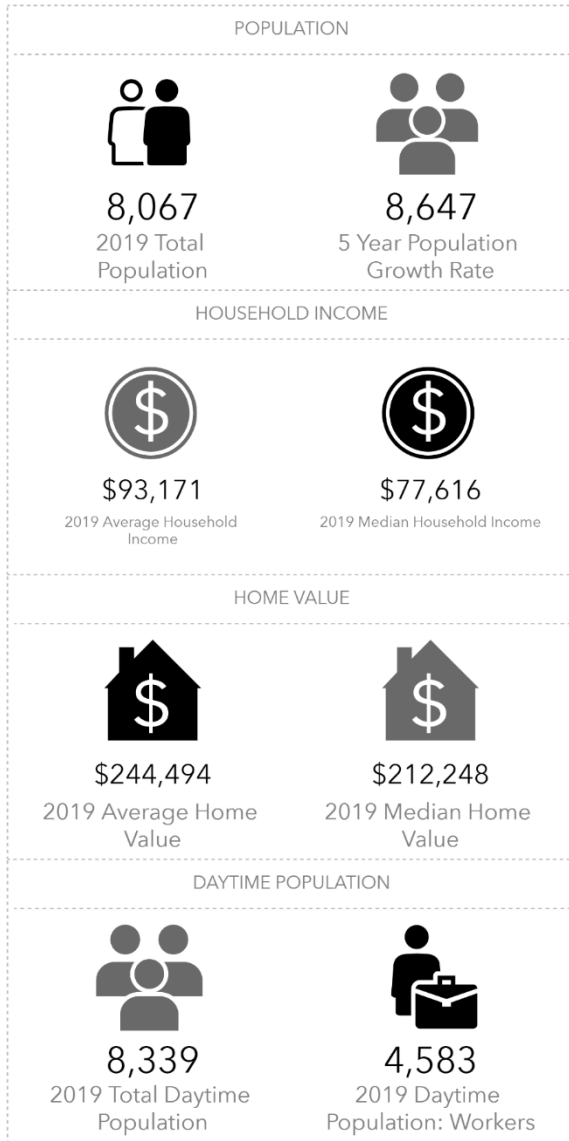 POPULATION
8,067
2019 Total
Population
8,647
5 Year Population
Growth Rate
HOUSEHOLD INCOME
$
$93,171
2019 Average Household
Income
$
$77,616
2019 Median Household Income
HOME VALUE
$
$244,494
2019 Average Home
Value
$
$212,248
2019 Median Home
Value
DAYTIME POPULATION
8,339
2019 Total Daytime
Population
4,583
2019 Daytime
Population: Workers